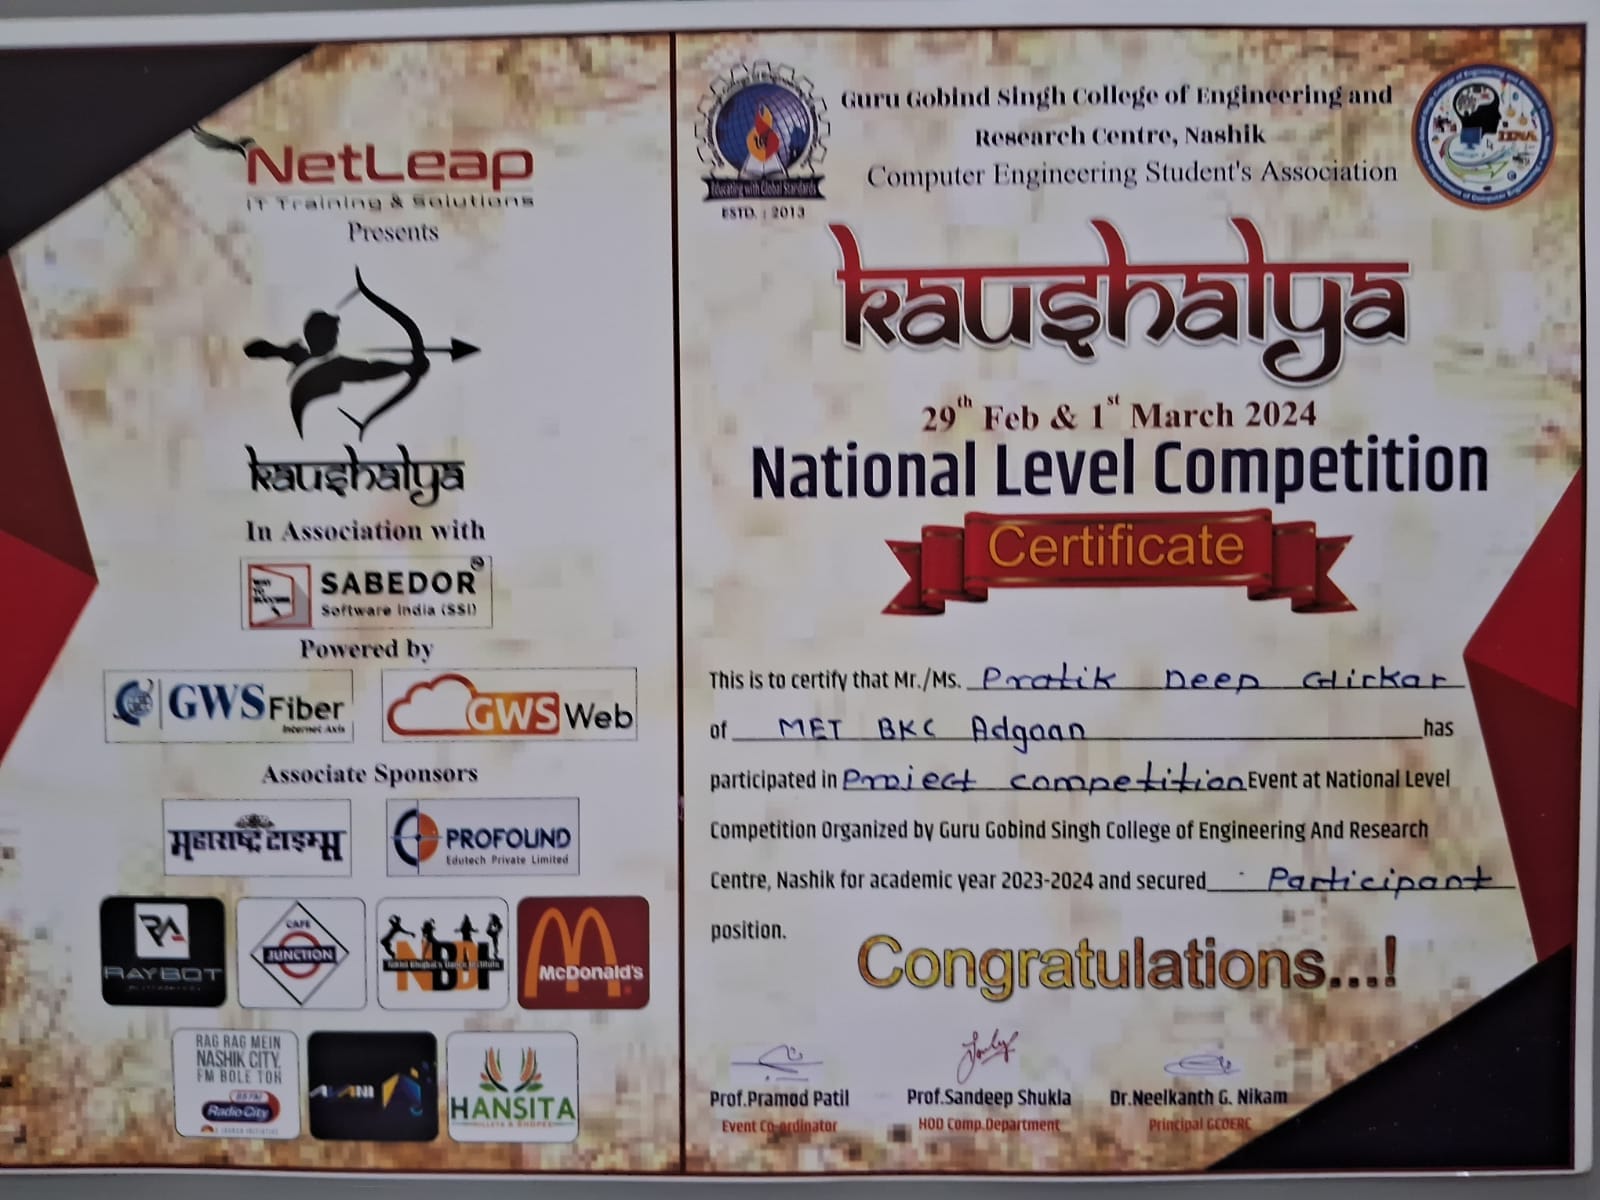 NetLeap
IT Training & Solutions
Presents
kaushalya
In Association with
SABEDOR
Software India (SSI)
Powered by
GWS Fiber
Internet Axis
GWS Web
Associate Sponsors
महाराष्ट्र टाइम्स
PROFOUND
Edutech Private Limited
RA
RAYBOT
CAFE
JUNCTION
NBDI
McDonald's
RAG RAG MEIN
NASHIK CITY,
FM BOLE TOH
Radio City
HANSITA
Educating with Global Standards
ESTD. : 2013
Guru Gobind Singh College of Engineering and
Research Centre, Nashik
Computer Engineering Student's Association
kaushalya
29th Feb & 1st March 2024
National Level Competition
Certificate
This is to certify that Mr./Ms. Pratik Deep
of MET BKC Adgoan has
participated in Project competition Event at National Level
Competition Organized by Guru Gobind Singh College of Engineering And Research
Centre, Nashik for academic year 2023-2024 and secured Participant
position.
Congratulations...!
Prof.Pramod Patil
Event Co-ordinator
Prof.Sandeep Shukla
HOD Comp.Department
Dr.Neelkanth G. Nikam
Principal GCOERC